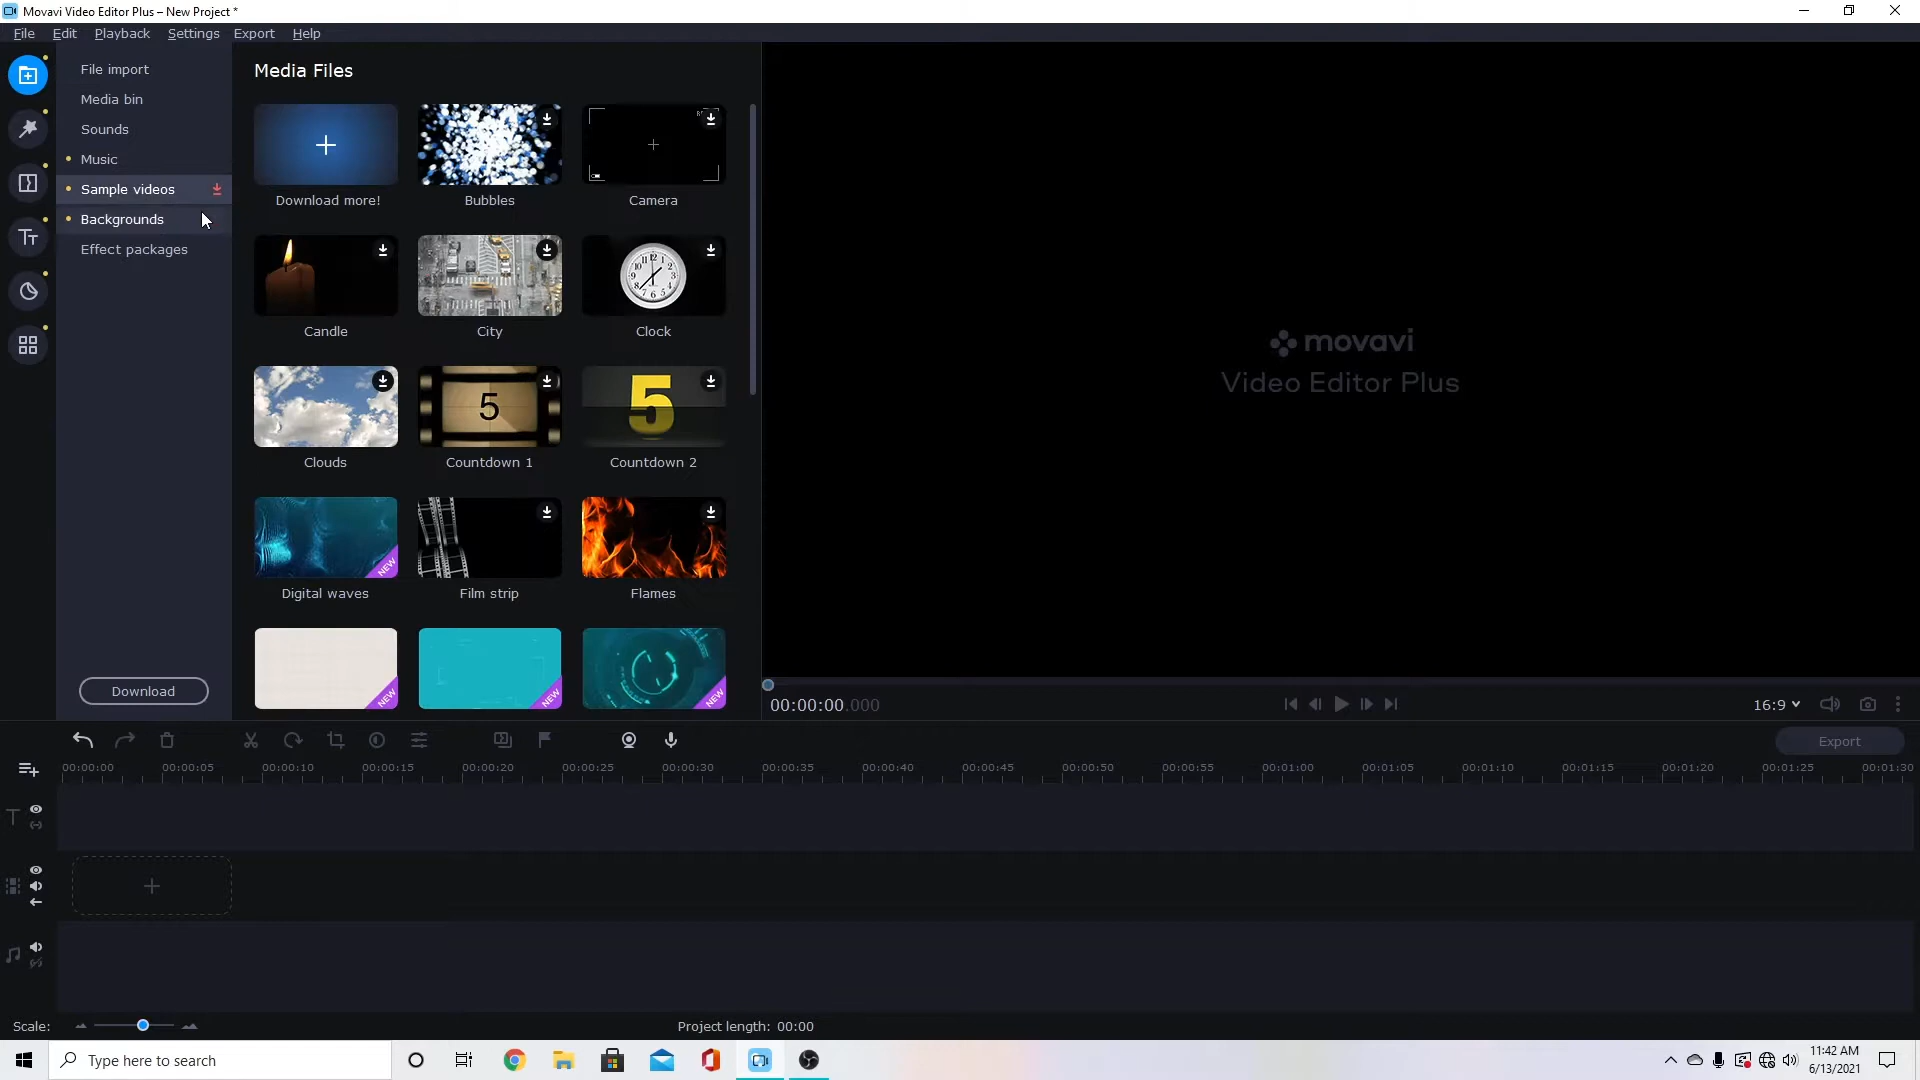 Movavi Video Editor Plus – New Project *
File Edit Playback Settings Export Help
File import
Media bin
Sounds
Music
Sample videos
Backgrounds
Effect packages
Download
Media Files
Download more!
Bubbles
Camera
Candle
City
Clock
Clouds
5
Countdown 1
5
Countdown 2
NEW
Digital waves
Film strip
Flames
NEW
NEW
NEW
movavi
Video Editor Plus
00:00:00.000
16:9
Export
00:00:00 00:00:05 00:00:10 00:00:15 00:00:20 00:00:25 00:00:30 00:00:35 00:00:40 00:00:45 00:00:50 00:00:55 00:01:00 00:01:05 00:01:10 00:01:15 00:01:20 00:01:25 00:01:30
Scale:
Project length: 00:00
Type here to search
11:42 AM
6/13/2021